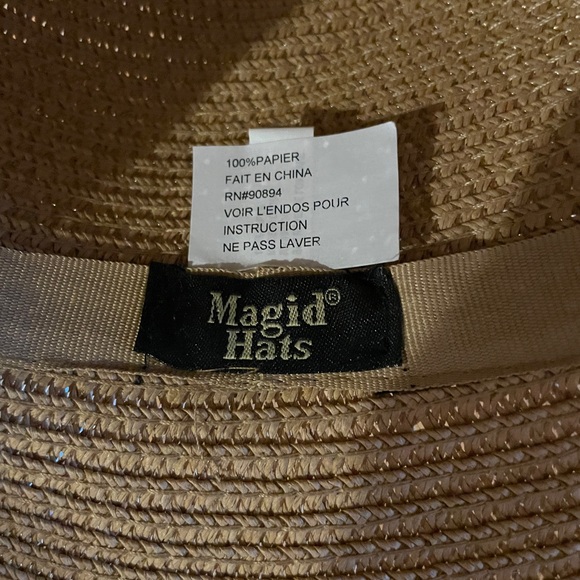 100%PAPIER
FAIT EN CHINA
RN#90894
VOIR L'ENDOS POUR
INSTRUCTION
NE PASS LAVER
Magid®
Hats